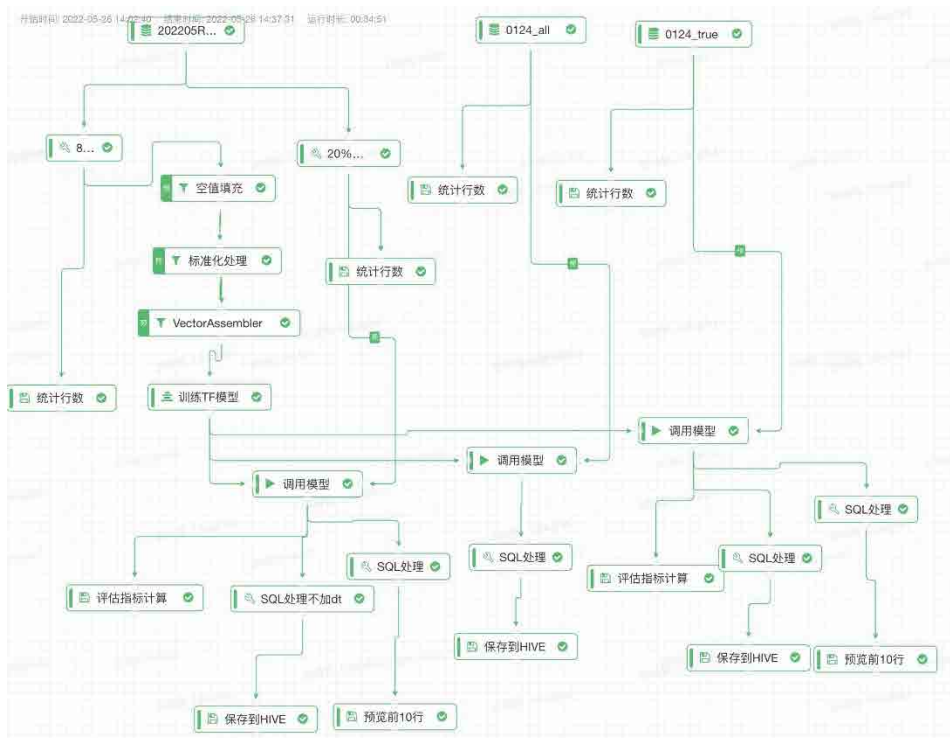 开始时间: 2022-05-26 14:02:40 结束时间: 2022-05-26 14:37:31 运行时长: 00:34:51
202205R...
0124_all
0124_true
8...
20%...
空值填充
统计行数
统计行数
标准化处理
统计行数
VectorAssembler
统计行数
训练TF模型
调用模型
调用模型
调用模型
SQL处理
SQL处理
SQL处理
SQL处理
评估指标计算
评估指标计算
SQL处理不加dt
保存到HIVE
保存到HIVE
预览前10行
保存到HIVE
预览前10行